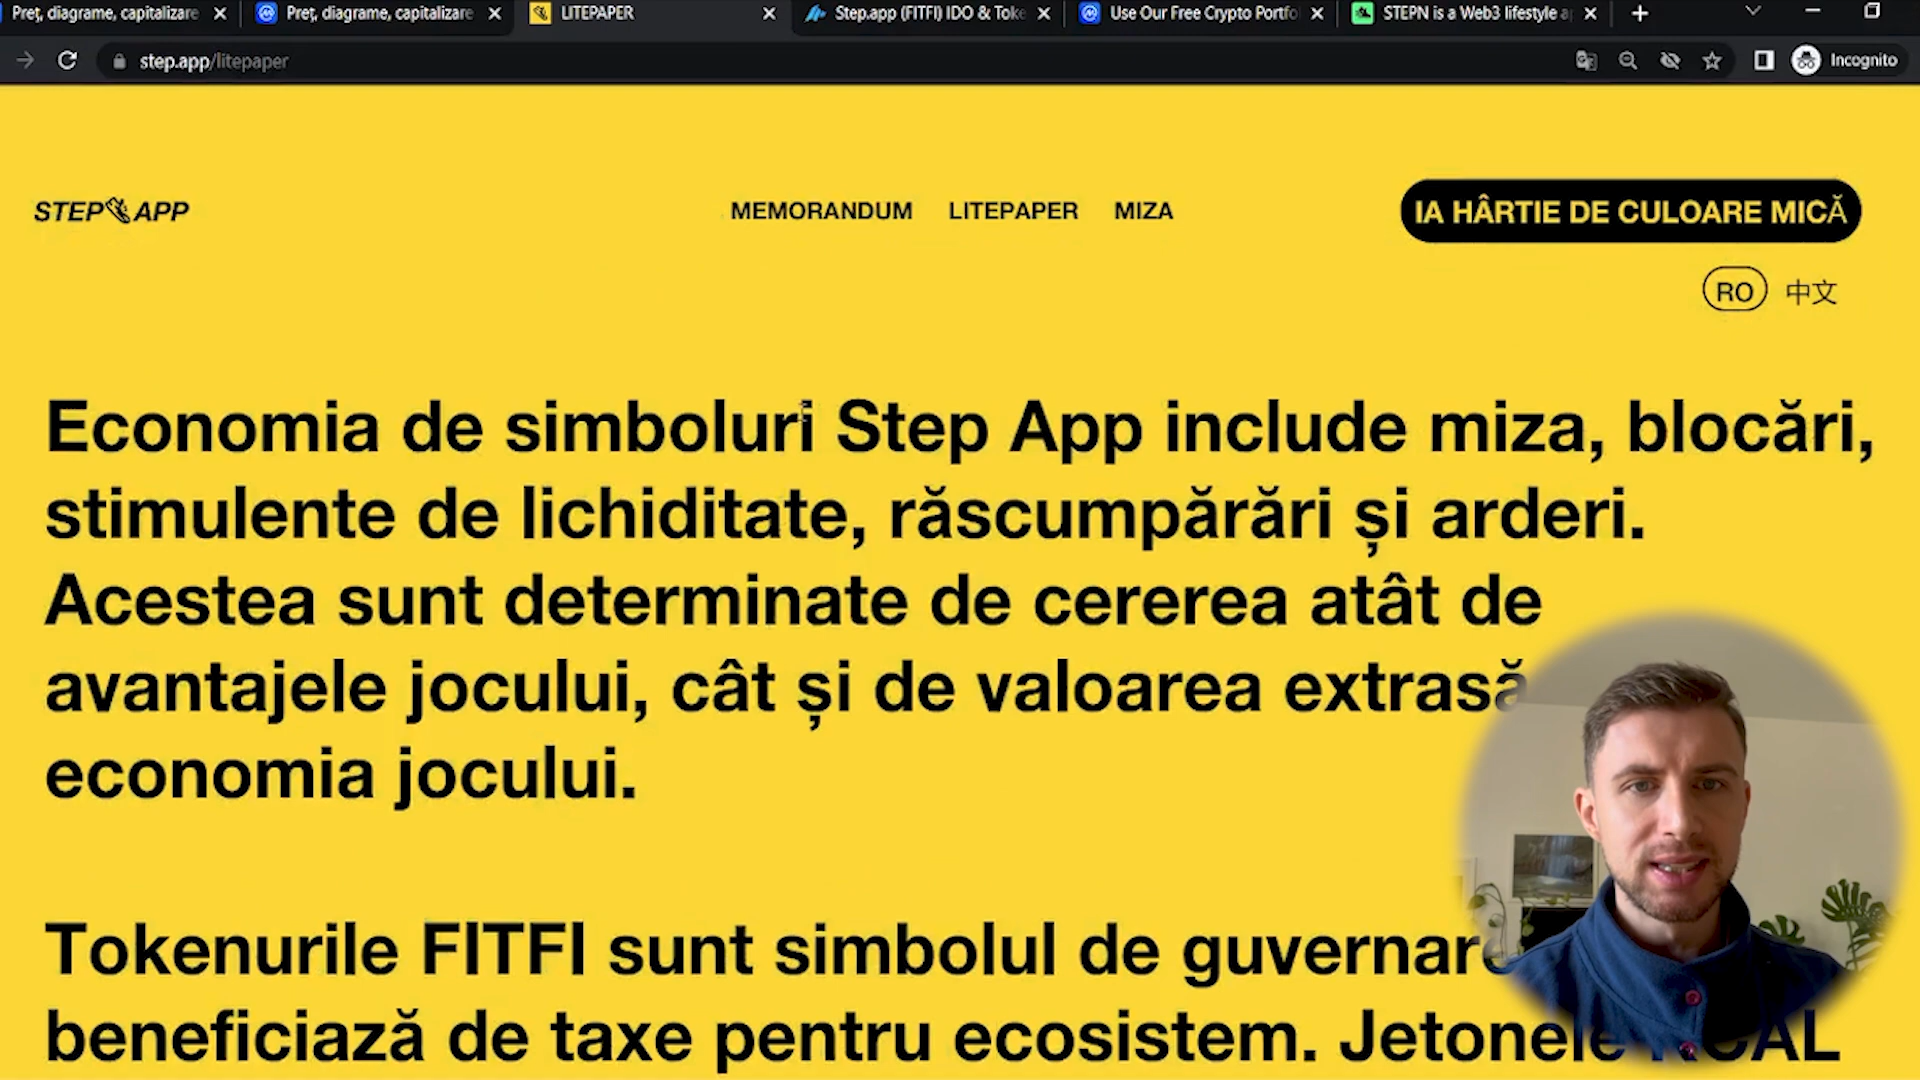 Preț, diagrame, capitalizare
Preț, diagrame, capitalizare
LITEPAPER
Step.app (FITFI) IDO & Toke
Use Our Free Crypto Portfo
STEPN is a Web3 lifestyle a
step.app/litepaper
Incognito
STEP APP
MEMORANDUM
LITEPAPER
MIZA
IA HÂRTIE DE CULOARE MICĂ
RO
中文
Economia de simboluri Step App include miza, blocări,
stimulente de lichiditate, răscumpărări și arderi.
Acestea sunt determinate de cererea atât de
avantajele jocului, cât și de valoarea extrasă
economia jocului.
Tokenurile FITFI sunt simbolul de guvernare
beneficiază de taxe pentru ecosistem. Jetonele KCAL